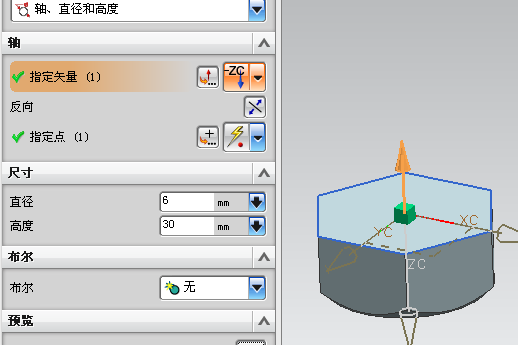 轴、直径和高度
轴
指定矢量 (1)
-ZC
反向
指定点 (1)
尺寸
直径
6 mm
高度
30 mm
布尔
布尔
无
预览
XC
YC
ZC